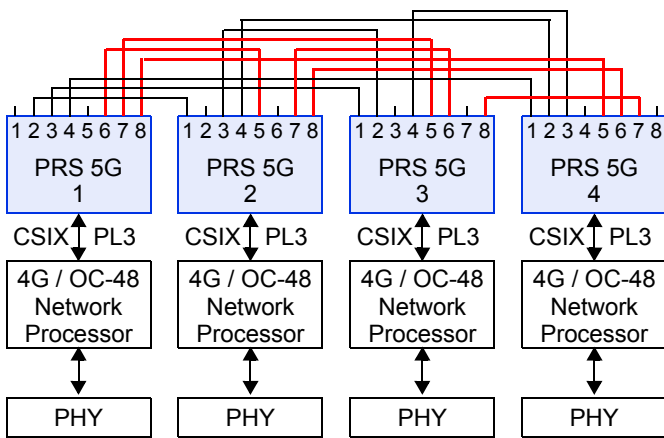 1 2 3 4 5 6 7 8 1 2 3 4 5 6 7 8 1 2 3 4 5 6 7 8 1 2 3 4 5 6 7 8
PRS 5G PRS 5G PRS 5G PRS 5G
1 2 3 4
CSIX PL3 CSIX PL3 CSIX PL3 CSIX PL3
4G / OC-48 4G / OC-48 4G / OC-48 4G / OC-48
Network Network Network Network
Processor Processor Processor Processor
PHY PHY PHY PHY